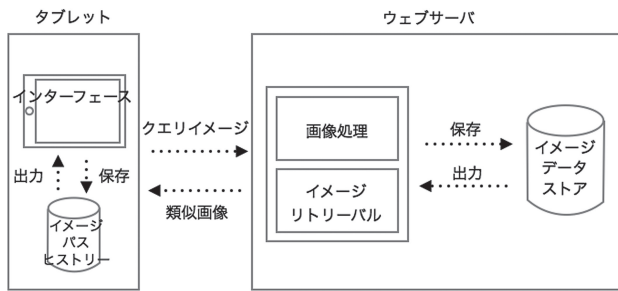 タブレット
ウェブサーバ
インターフェース
クエリイメージ
画像処理
保存
イメージ
データ
ストア
出力
保存
類似画像
イメージ
リトリーバル
出力
イメージ
パス
ヒストリー